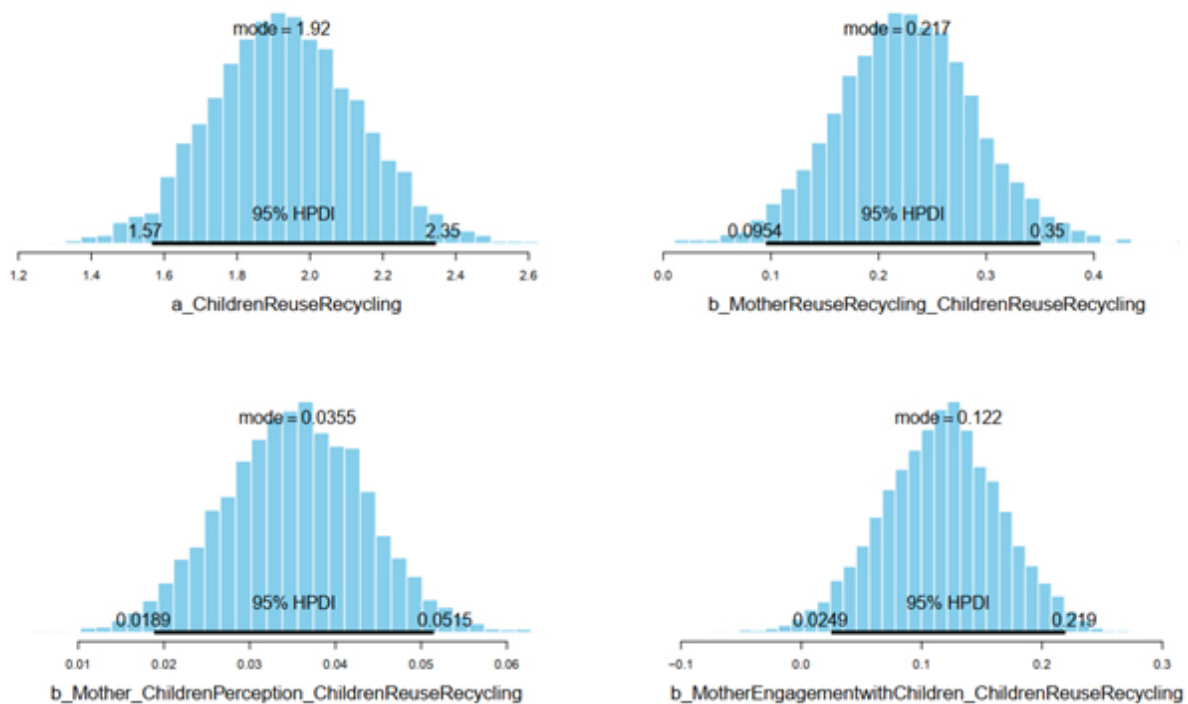 mode = 1.92
95% HPDI
1.57 2.35
1.2 1.4 1.6 1.8 2.0 2.2 2.4 2.6
a_ChildrenReuseRecycling
mode = 0.217
95% HPDI
0.0954 0.35
0.0 0.1 0.2 0.3 0.4
b_MotherReuseRecycling_ChildrenReuseRecycling
mode = 0.0355
95% HPDI
0.0189 0.0515
0.01 0.02 0.03 0.04 0.05 0.06
b_Mother_ChildrenPerception_ChildrenReuseRecycling
mode = 0.122
95% HPDI
0.0249 0.219
−0.1 0.0 0.1 0.2 0.3
b_MotherEngagementwithChildren_ChildrenReuseRecycling